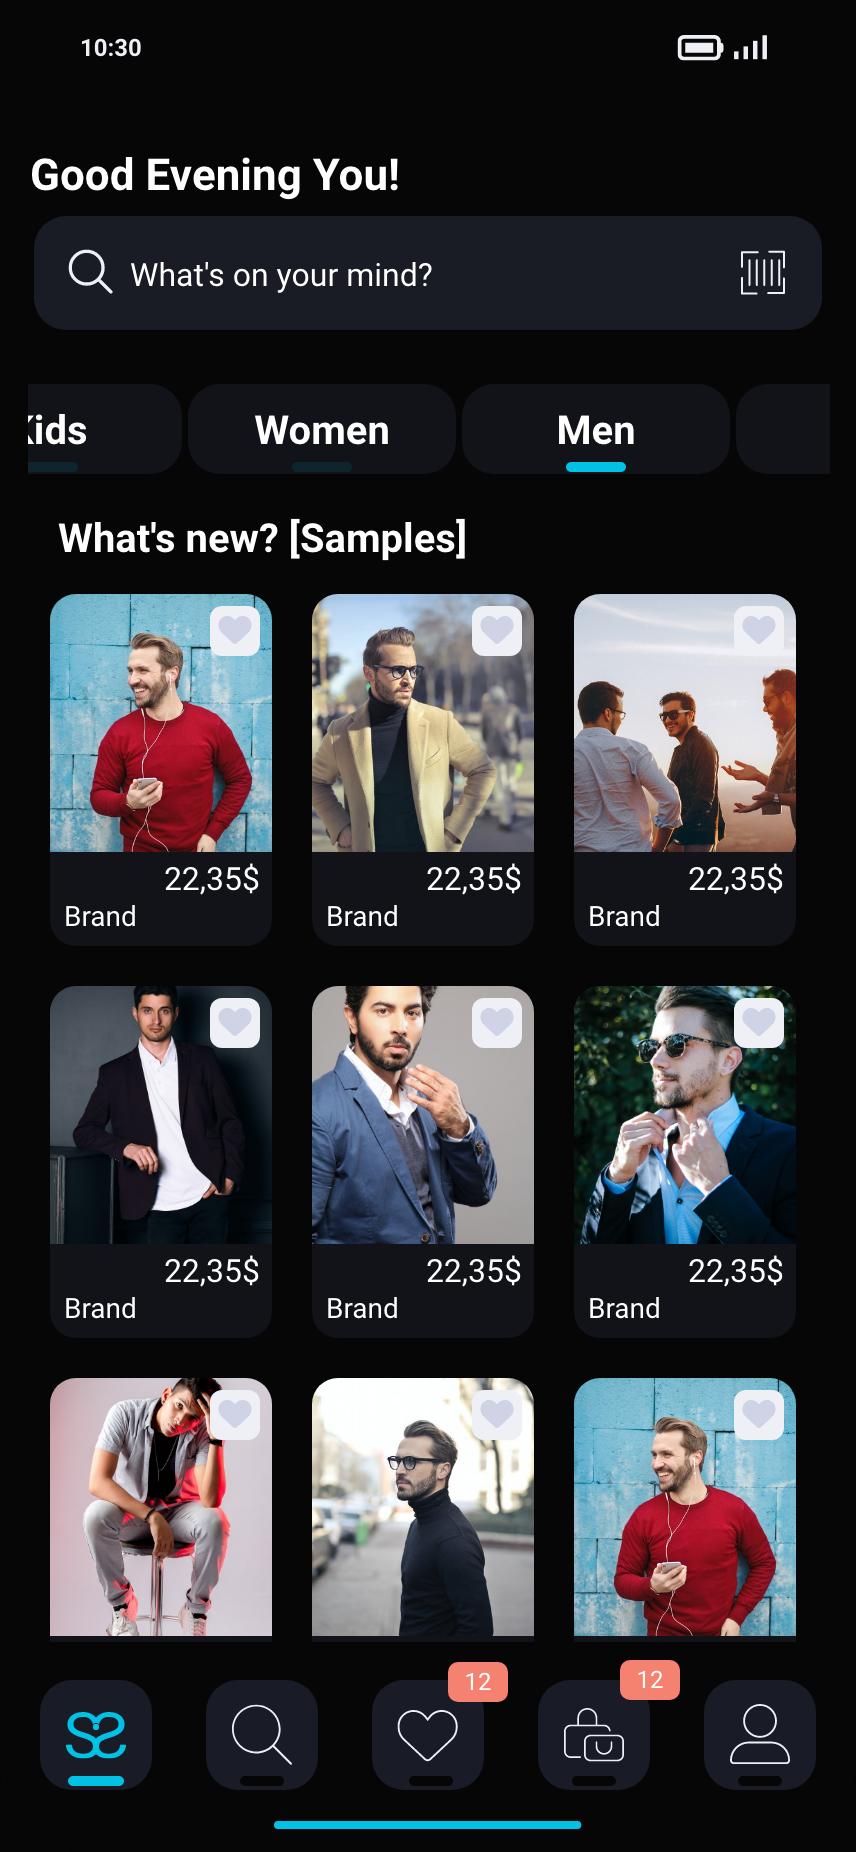 10:30
Good Evening You!
What's on your mind?
Kids
Women
Men
What's new? [Samples]
22,35$
Brand
22,35$
Brand
22,35$
Brand
22,35$
Brand
22,35$
Brand
22,35$
Brand
12
12